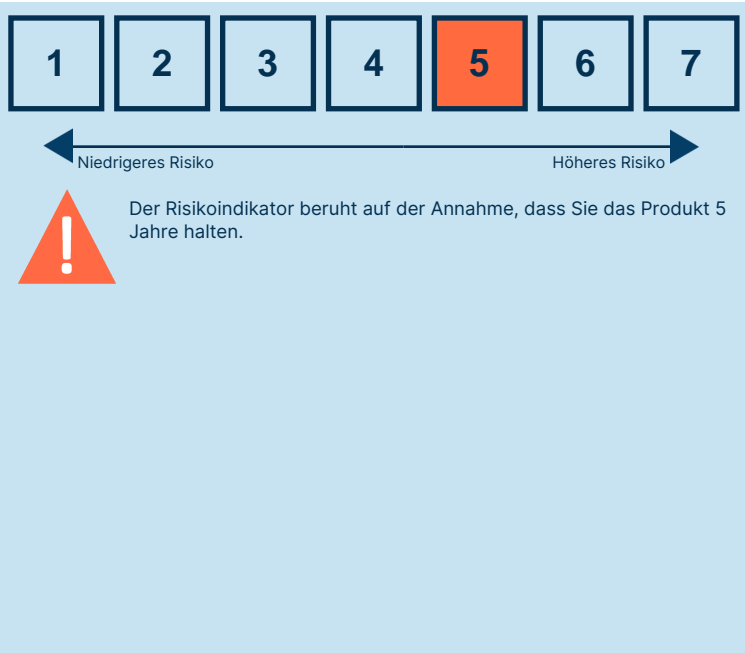 1 2 3 4 5 6 7
Niedrigeres Risiko Höheres Risiko
Der Risikoindikator beruht auf der Annahme, dass Sie das Produkt 5
Jahre halten.